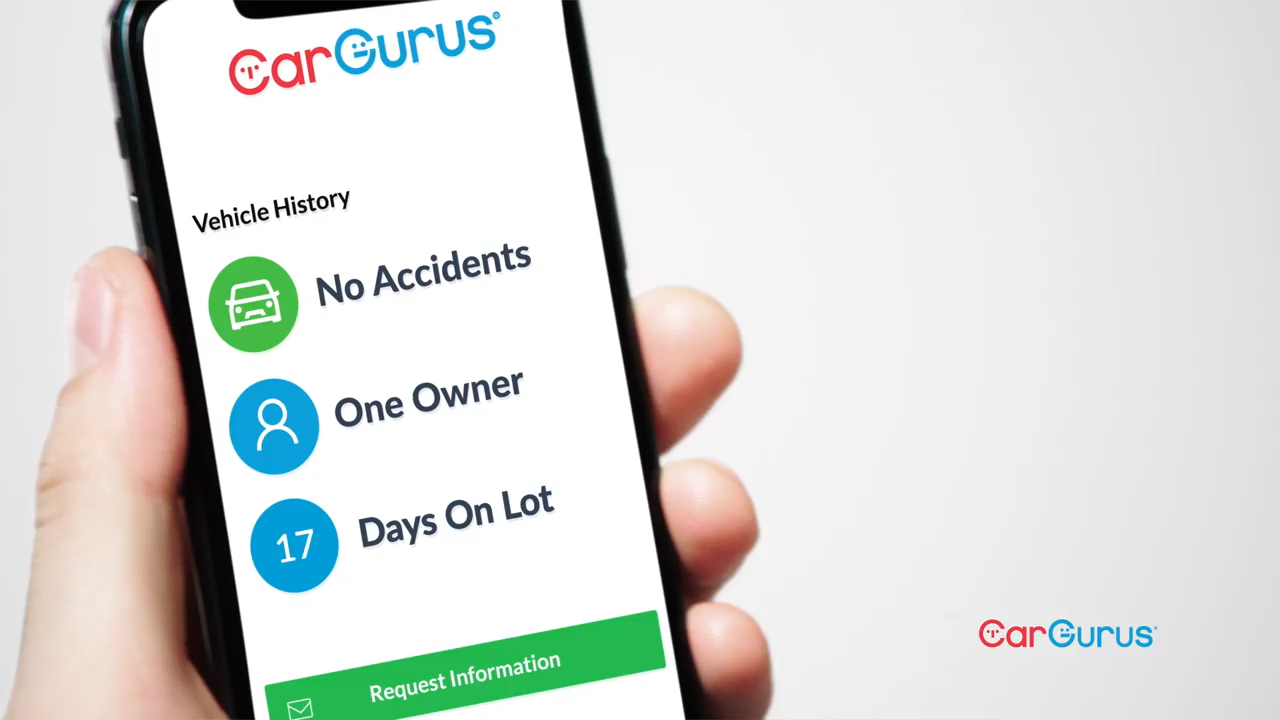 CarGurus®
Vehicle History
No Accidents
One Owner
17 Days On Lot
Request Information
CarGurus®